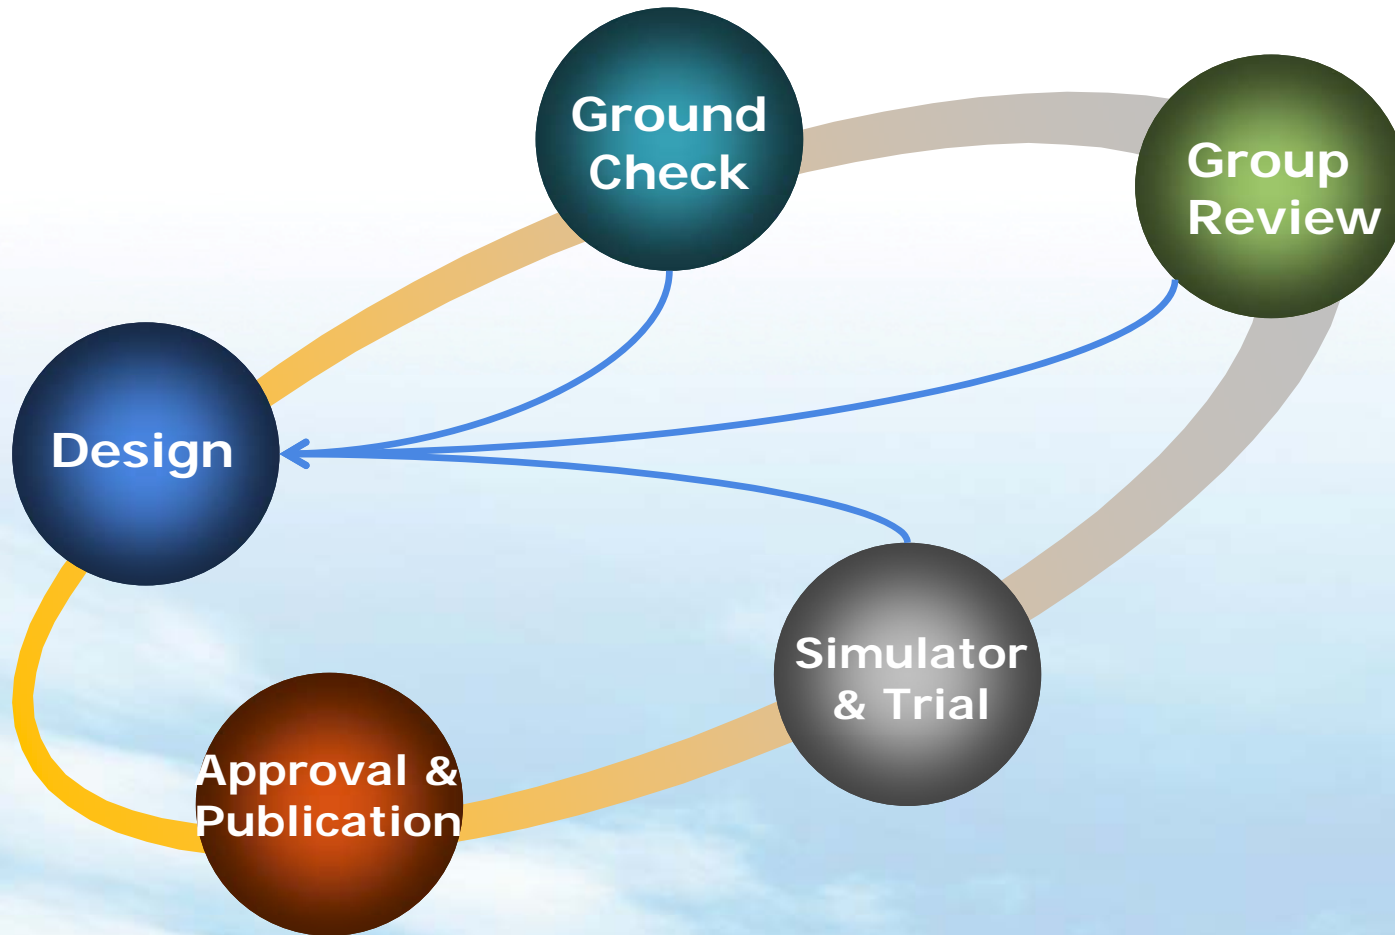 Ground
Check
Group
Review
Design
Simulator
& Trial
Approval &
Publication